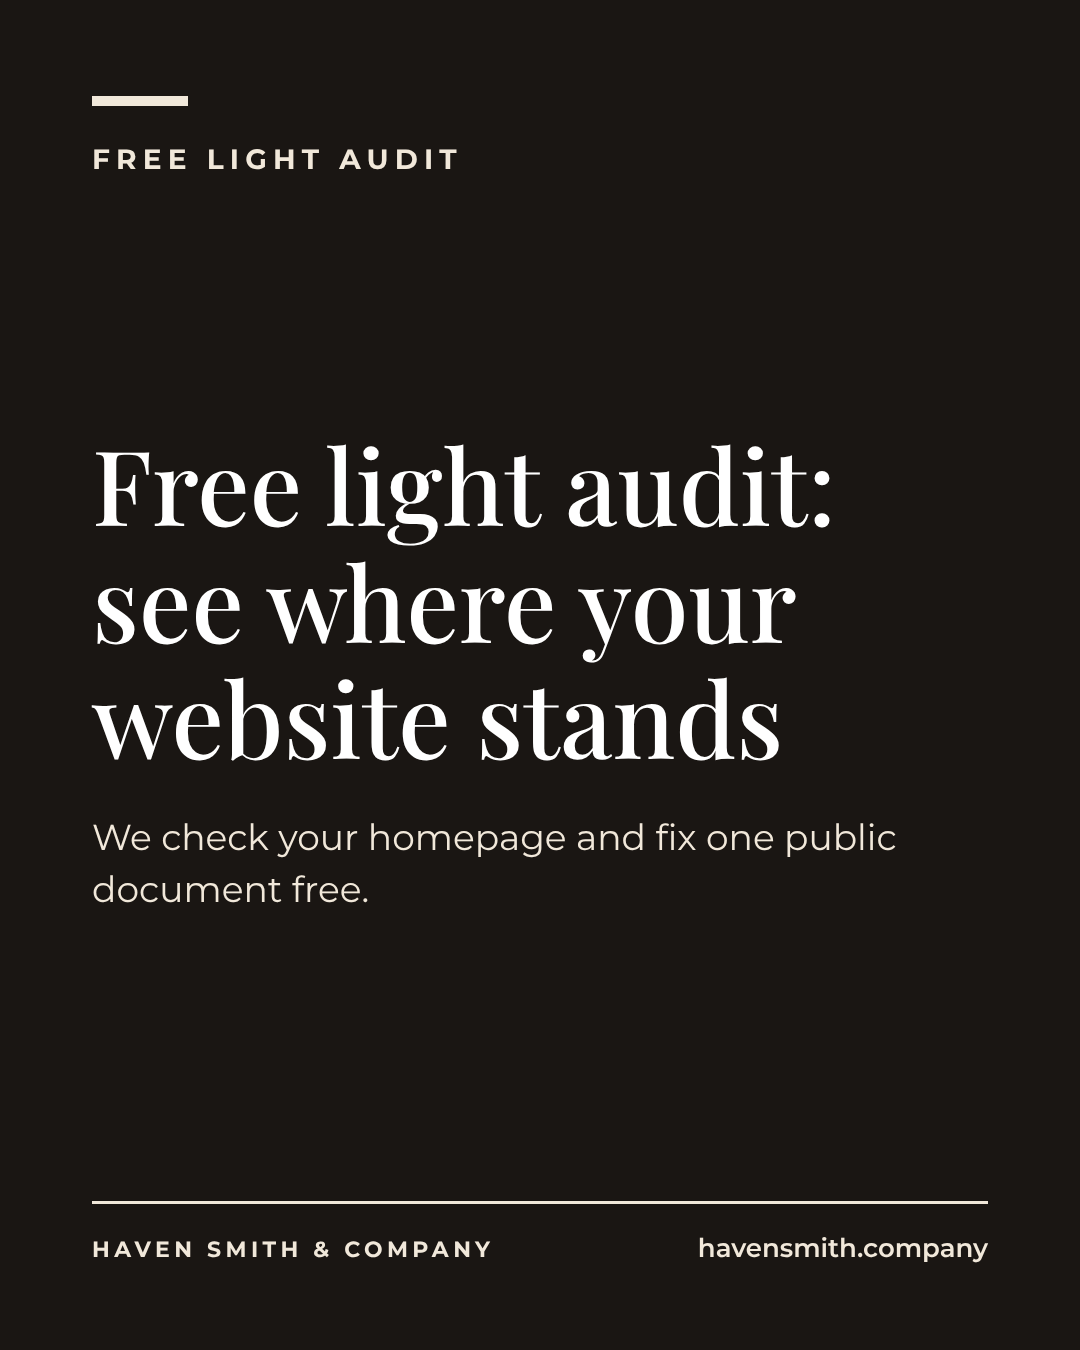 FREE LIGHT AUDIT
Free light audit:
see where your
website stands
We check your homepage and fix one public
document free.
HAVEN SMITH & COMPANY
havensmith.company